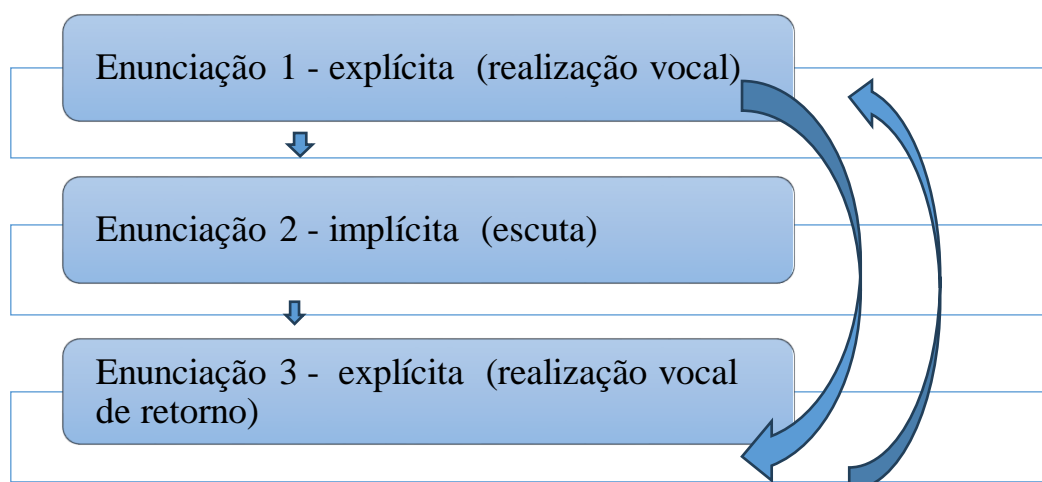 Enunciação 1 - explícita (realização vocal)
Enunciação 2 - implícita (escuta)
Enunciação 3 - explícita (realização vocal
de retorno)